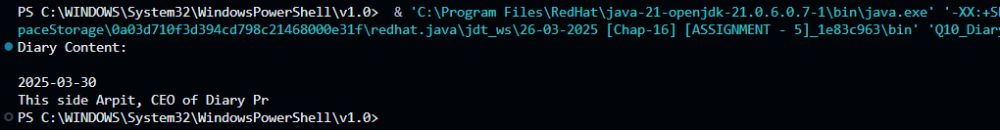 PS C:\WINDOWS\System32\WindowsPowerShell\v1.0>  & 'C:\Program Files\RedHat\java-21-openjdk-21.0.6.0.7-1\bin\java.exe' '-XX:+S
paceStorage\0a03d710f3d394cd798c21468000e31f\redhat.java\jdt_ws\26-03-2025 [Chap-16] [ASSIGNMENT - 5]_1e83c963\bin' 'Q10_Diary
Diary Content:
2025-03-30
This side Arpit, CEO of Diary Pr
PS C:\WINDOWS\System32\WindowsPowerShell\v1.0>